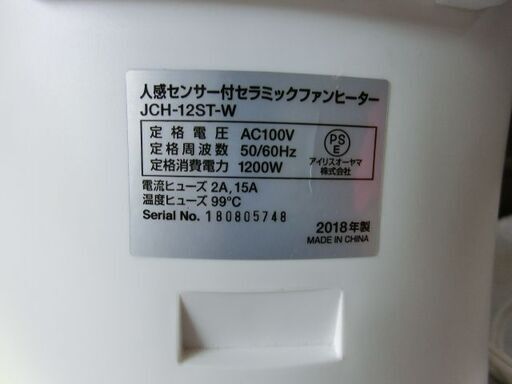 人感センサー付セラミックファンヒーター
JCH-12ST-W
定格電圧 AC100V
定格周波数 50/60Hz
定格消費電力 1200W
PS
E
アイリスオーヤマ
株式会社
電流ヒューズ 2A, 15A
温度ヒューズ 99℃
Serial No. 180805748
2018年製
MADE IN CHINA